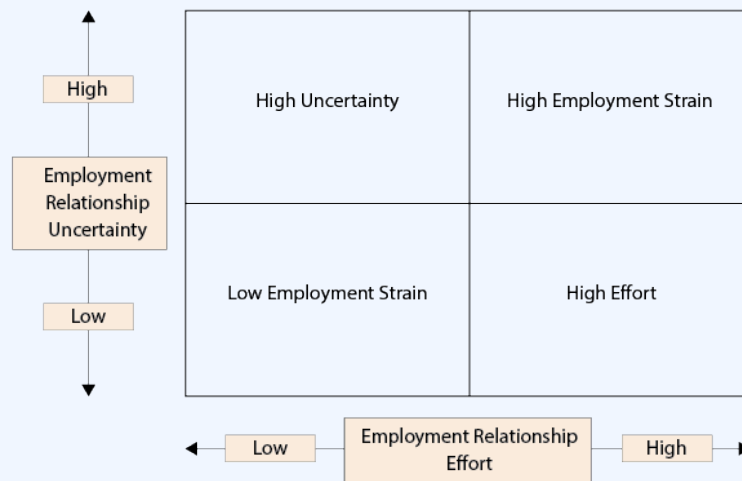 High
Employment
Relationship
Uncertainty
Low
High Uncertainty
High Employment Strain
Low Employment Strain
High Effort
Low
Employment Relationship
Effort
High